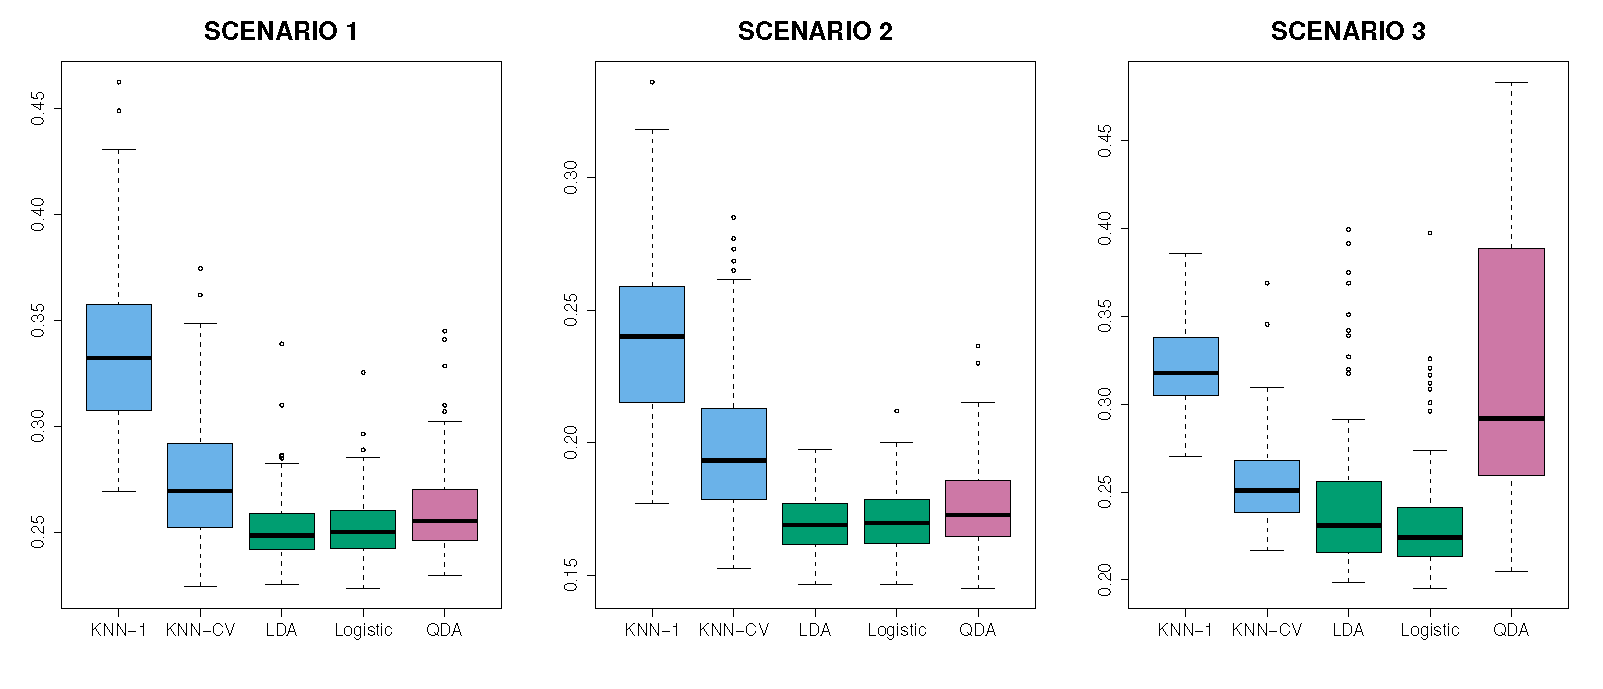 SCENARIO 1
0.45
0.40
0.35
0.30
0.25
KNN−1 KNN−CV LDA Logistic QDA
SCENARIO 2
0.30
0.25
0.20
0.15
KNN−1 KNN−CV LDA Logistic QDA
SCENARIO 3
0.45
0.40
0.35
0.30
0.25
0.20
KNN−1 KNN−CV LDA Logistic QDA